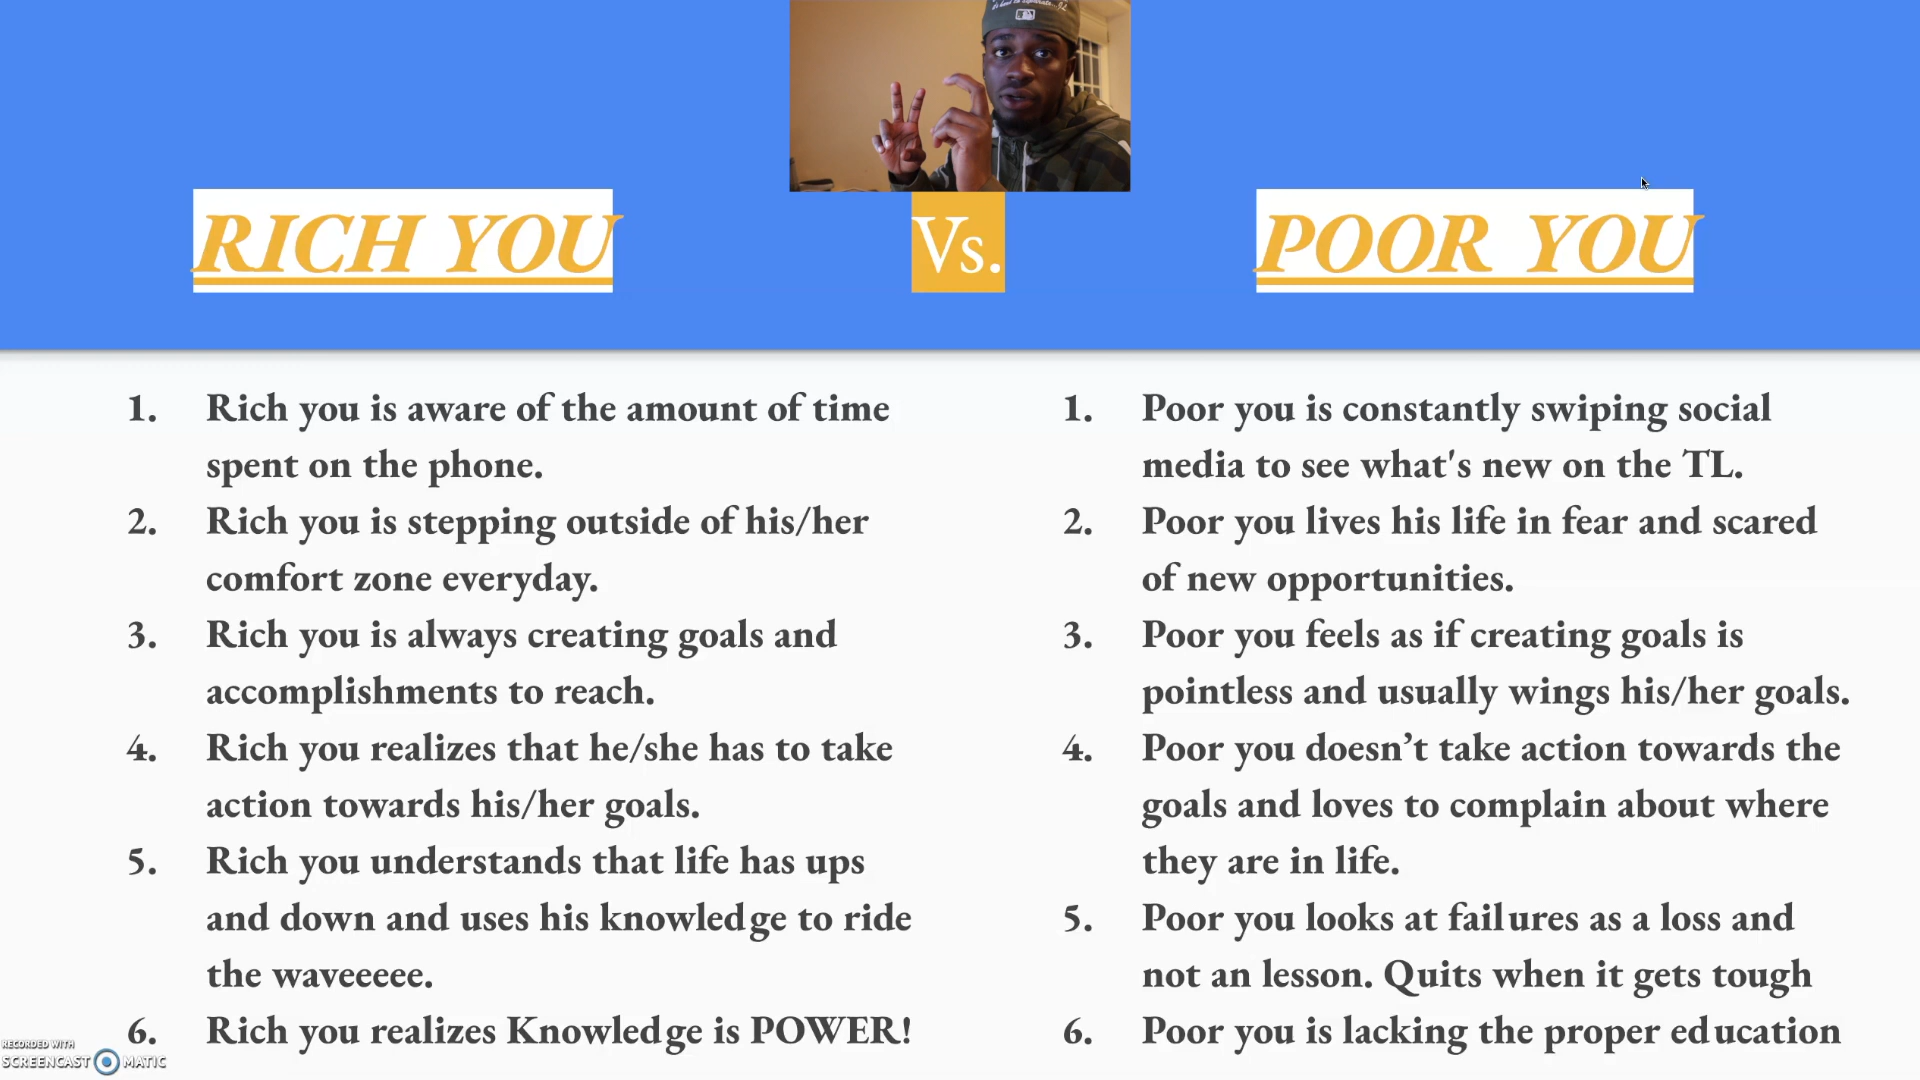 RICH YOU
Vs.
POOR YOU
1. Rich you is aware of the amount of time
spent on the phone.
2. Rich you is stepping outside of his/her
comfort zone everyday.
3. Rich you is always creating goals and
accomplishments to reach.
4. Rich you realizes that he/she has to take
action towards his/her goals.
5. Rich you understands that life has ups
and down and uses his knowledge to ride
the waveeeee.
6. Rich you realizes Knowledge is POWER!
1. Poor you is constantly swiping social
media to see what's new on the TL.
2. Poor you lives his life in fear and scared
of new opportunities.
3. Poor you feels as if creating goals is
pointless and usually wings his/her goals.
4. Poor you doesn’t take action towards the
goals and loves to complain about where
they are in life.
5. Poor you looks at failures as a loss and
not an lesson. Quits when it gets tough
6. Poor you is lacking the proper education
RECORDED WITH
SCREENCAST MATIC